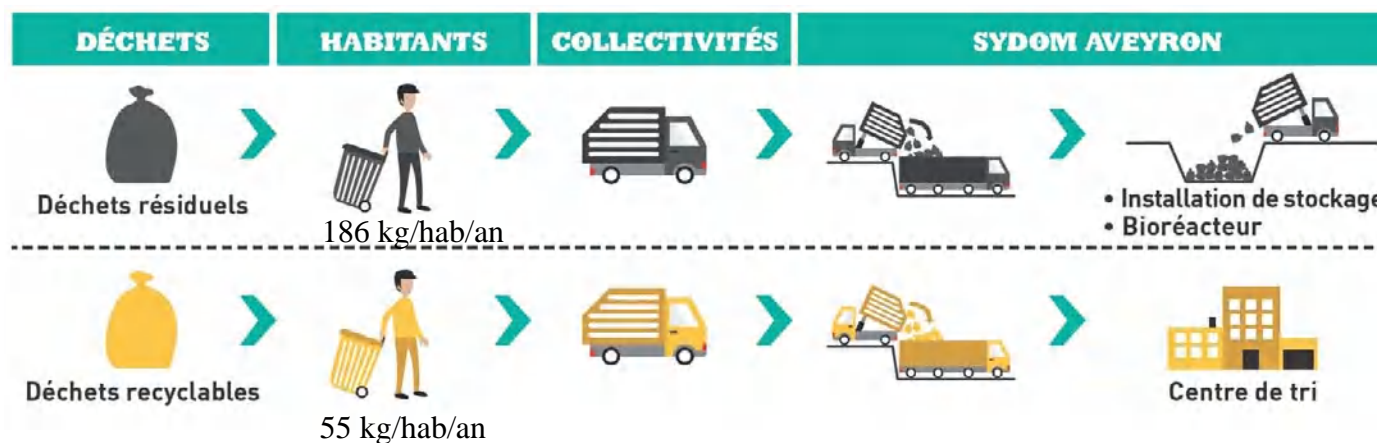 DÉCHETS
HABITANTS
COLLECTIVITÉS
SYDOM AVEYRON
Déchets résiduels
186 kg/hab/an
• Installation de stockage
• Bioréacteur
Déchets recyclables
55 kg/hab/an
Centre de tri